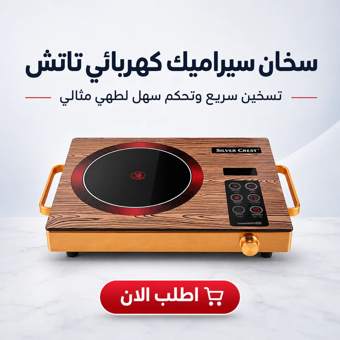 سخان سيراميك كهربائي تاتش
تسخين سريع وتحكم سهل لطهي مثالي
SILVER CREST
اطلب الان